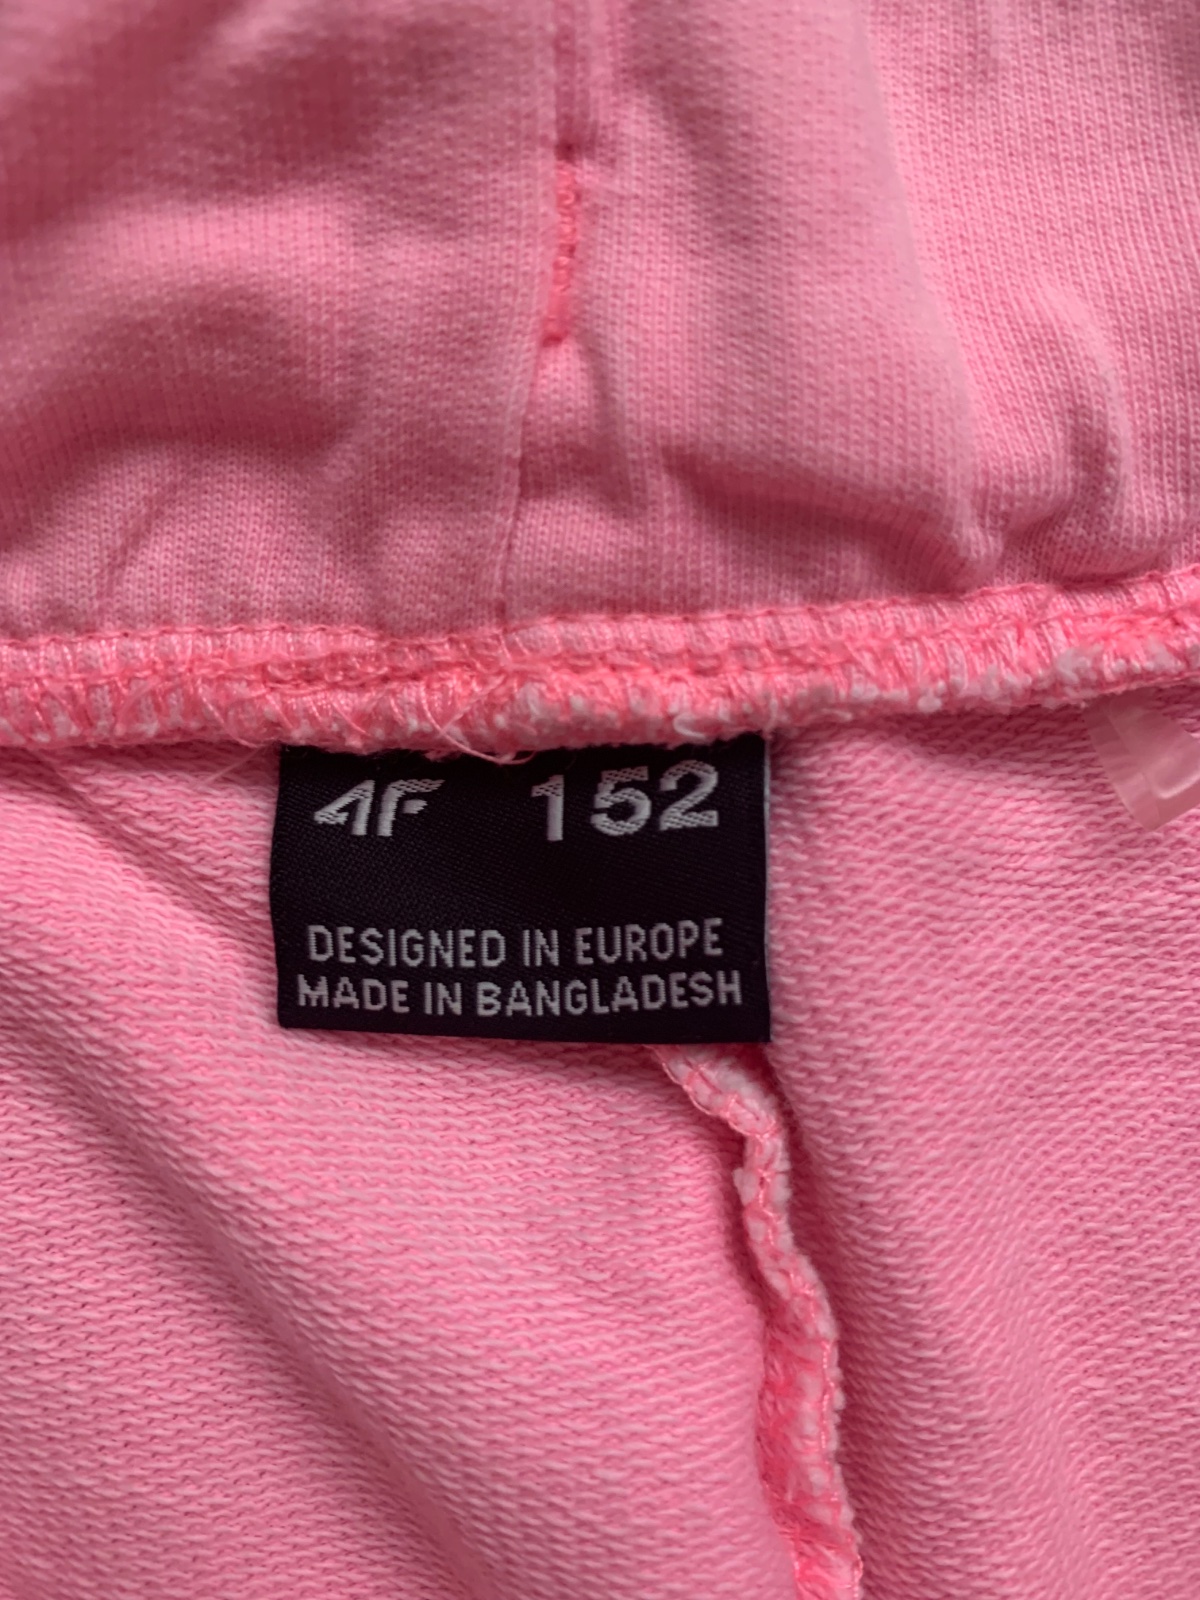 4F 152
DESIGNED IN EUROPE
MADE IN BANGLADESH